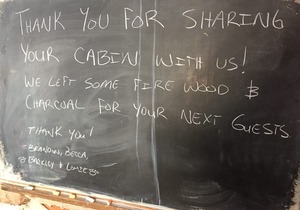 THANK YOU FOR SHARING
YOUR CABIN WITH US!
WE LEFT SOME FIRE WOOD &
CHARCOAL FOR YOUR NEXT GUESTS.
THANK YOU!
- BRANDON,
&